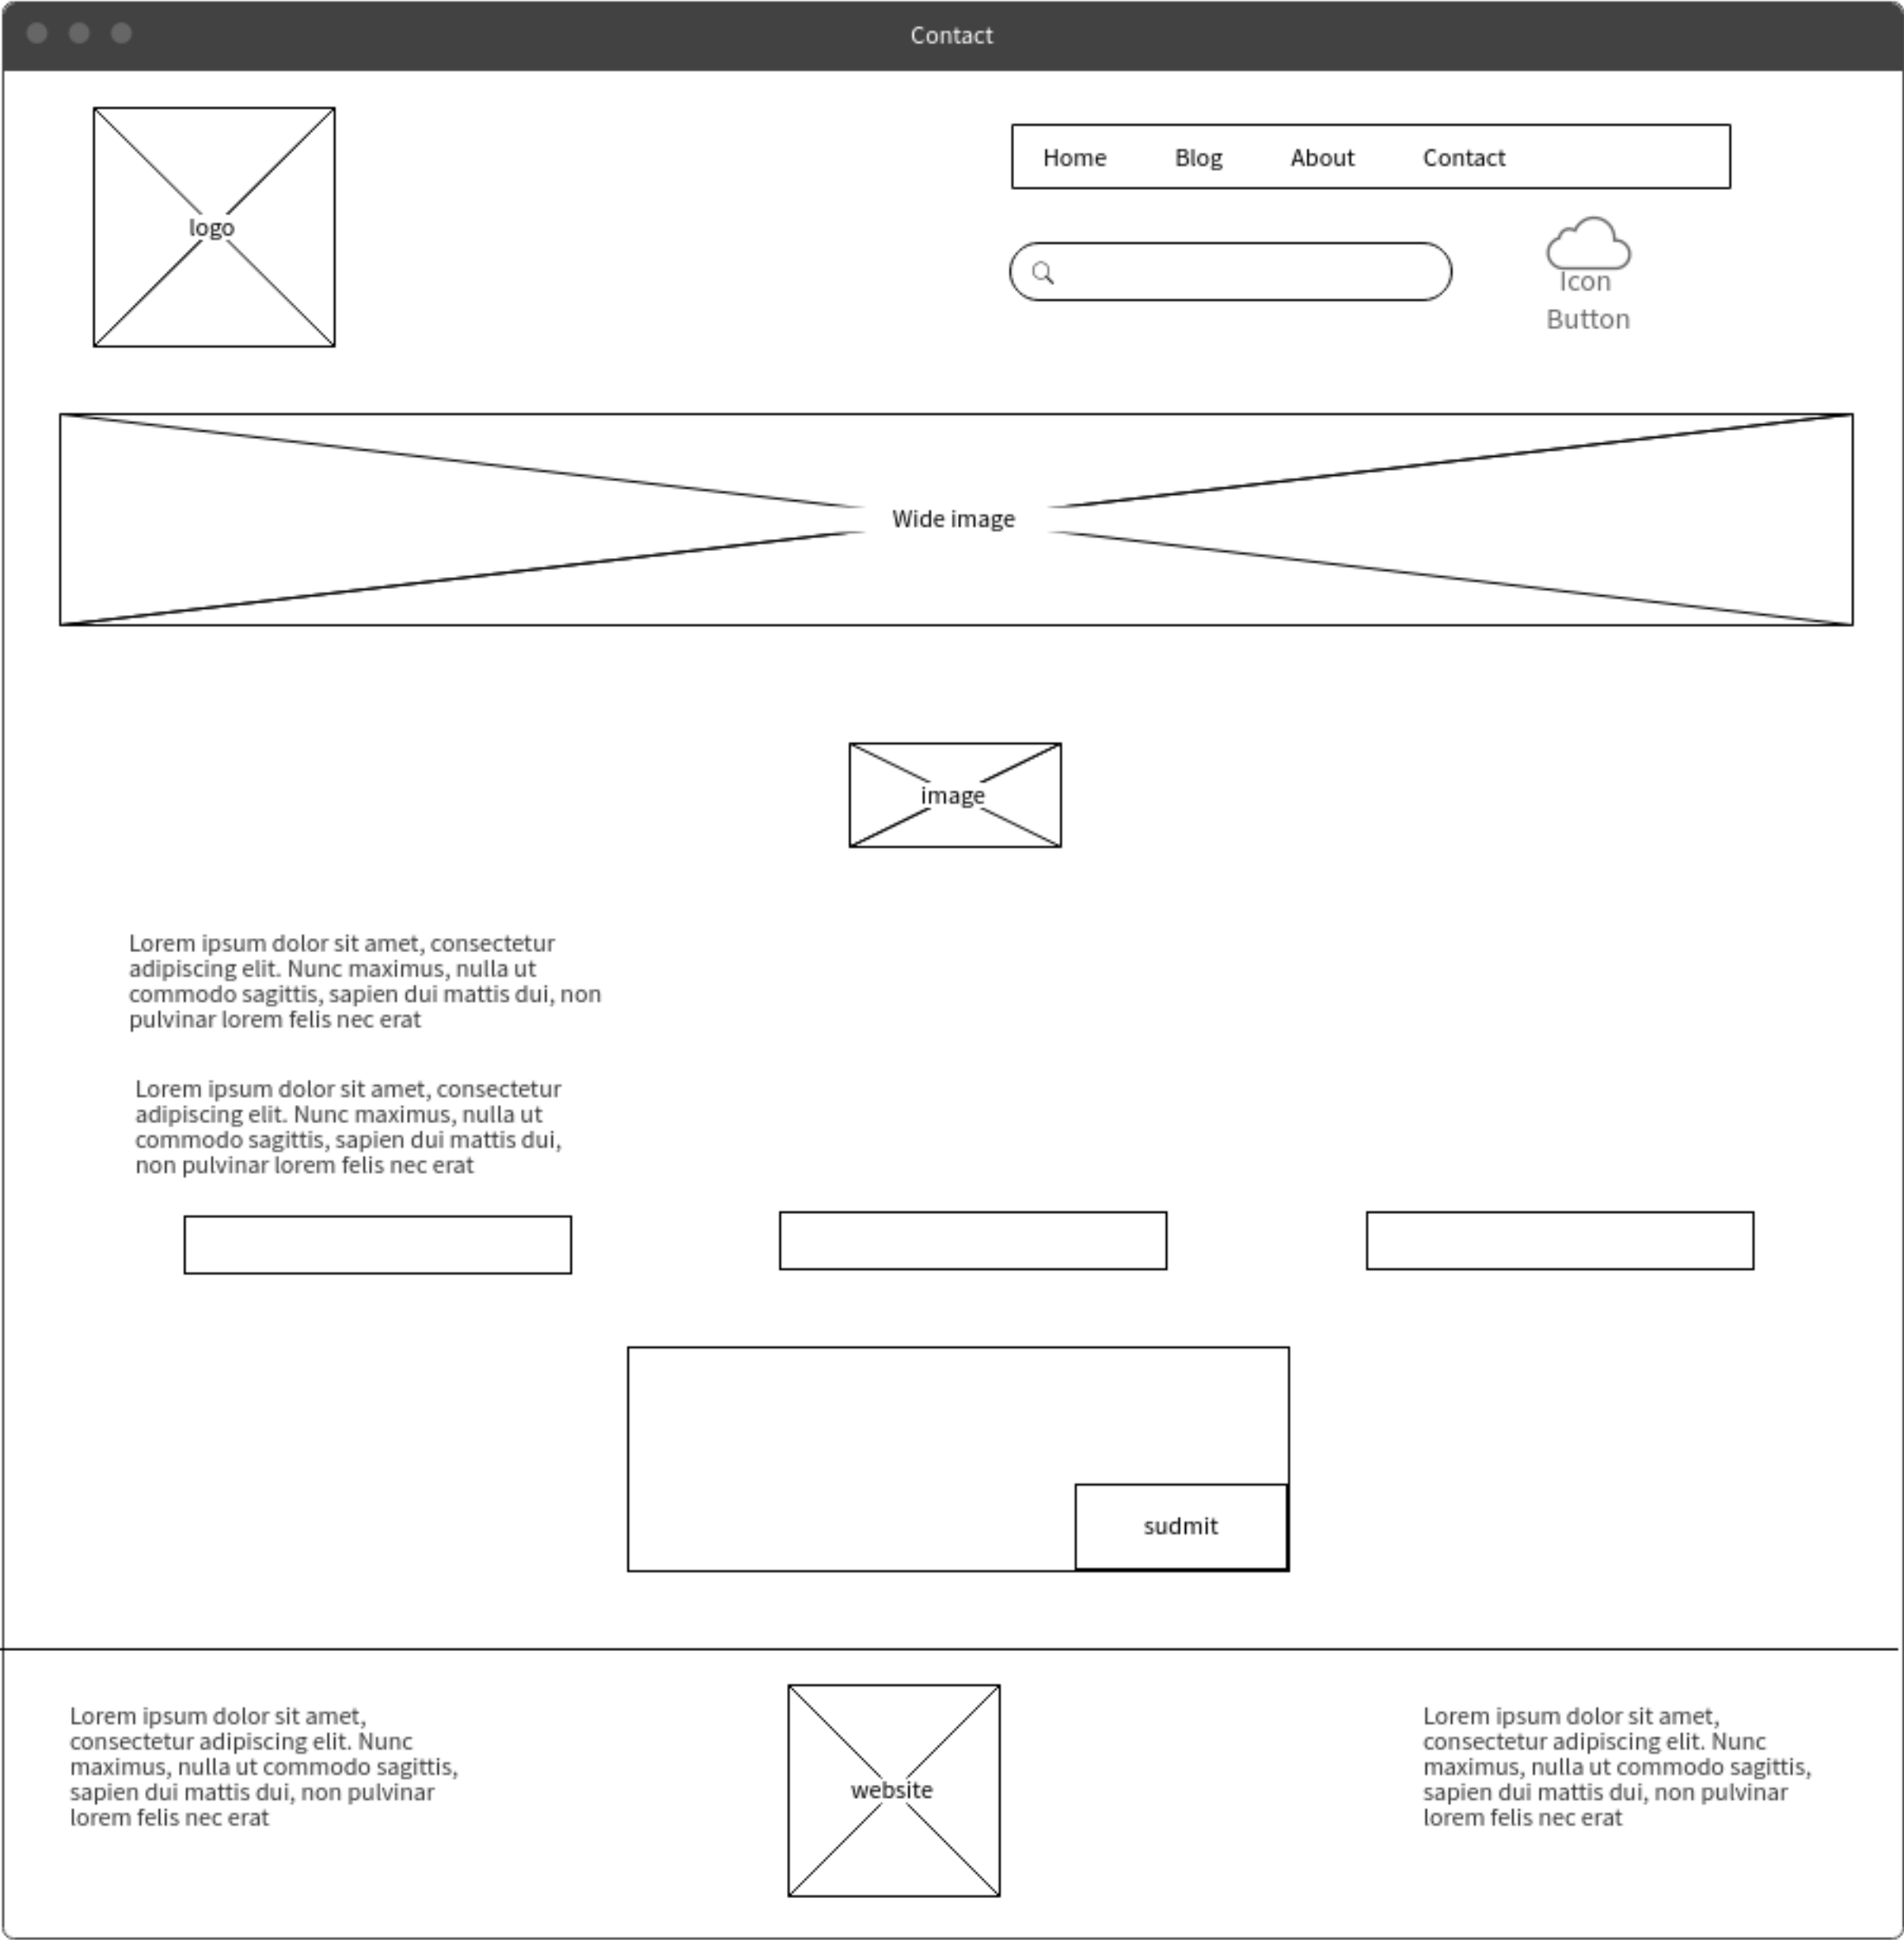 Contact
logo
Home Blog About Contact
Icon
Button
Wide image
image
Lorem ipsum dolor sit amet, consectetur
adipiscing elit. Nunc maximus, nulla ut
commodo sagittis, sapien dui mattis dui, non
pulvinar lorem felis nec erat
Lorem ipsum dolor sit amet, consectetur
adipiscing elit. Nunc maximus, nulla ut
commodo sagittis, sapien dui mattis dui,
non pulvinar lorem felis nec erat
sudmit
Lorem ipsum dolor sit amet,
consectetur adipiscing elit. Nunc
maximus, nulla ut commodo sagittis,
sapien dui mattis dui, non pulvinar
lorem felis nec erat
website
Lorem ipsum dolor sit amet,
consectetur adipiscing elit. Nunc
maximus, nulla ut commodo sagittis,
sapien dui mattis dui, non pulvinar
lorem felis nec erat